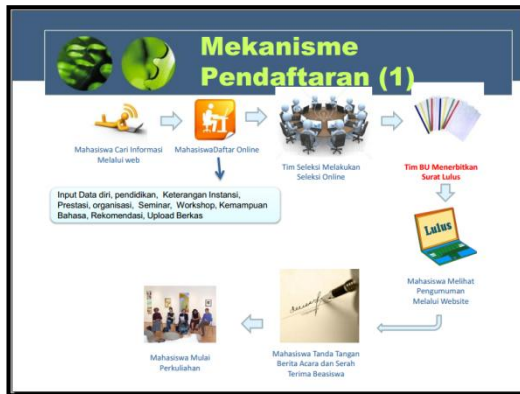 Mekanisme
Pendaftaran (1)
Mahasiswa Cari Informasi
Melalui web
MahasiswaDaftar Online
Tim Seleksi Melakukan
Seleksi Online
Tim BU Menerbitkan
Surat Lulus
Input Data diri, pendidikan, Keterangan Instansi,
Prestasi, organisasi, Seminar, Workshop, Kemampuan
Bahasa, Rekomendasi, Upload Berkas
Lulus
Mahasiswa Melihat
Pengumuman
Melalui Website
Mahasiswa Tanda Tangan
Berita Acara dan Serah
Terima Beasiswa
Mahasiswa Mulai
Perkuliahan